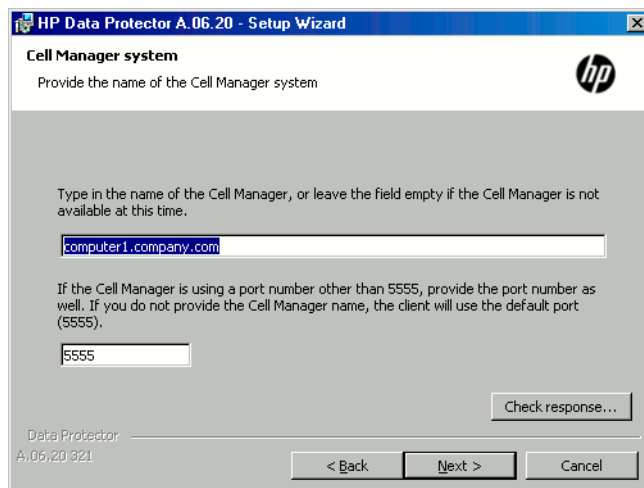 HP Data Protector A.06.20 - Setup Wizard
Cell Manager system
Provide the name of the Cell Manager system
hp
Type in the name of the Cell Manager, or leave the field empty if the Cell Manager is not
available at this time.
computer1.company.com
If the Cell Manager is using a port number other than 5555, provide the port number as
well. If you do not provide the Cell Manager name, the client will use the default port
(5555).
5555
Check response...
Data Protector
A.06.20 321
< Back
Next >
Cancel